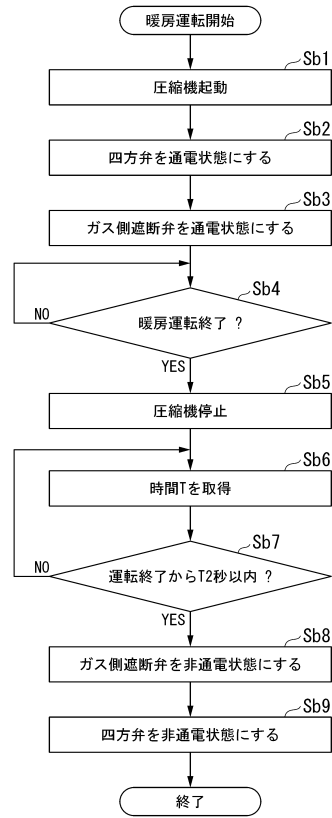 暖房運転開始
Sb1
圧縮機起動
Sb2
四方弁を通電状態にする
Sb3
ガス側遮断弁を通電状態にする
Sb4
暖房運転終了 ?
NO
YES
Sb5
圧縮機停止
Sb6
時間Tを取得
Sb7
運転終了からT2秒以内 ?
NO
YES
Sb8
ガス側遮断弁を非通電状態にする
Sb9
四方弁を非通電状態にする
終了